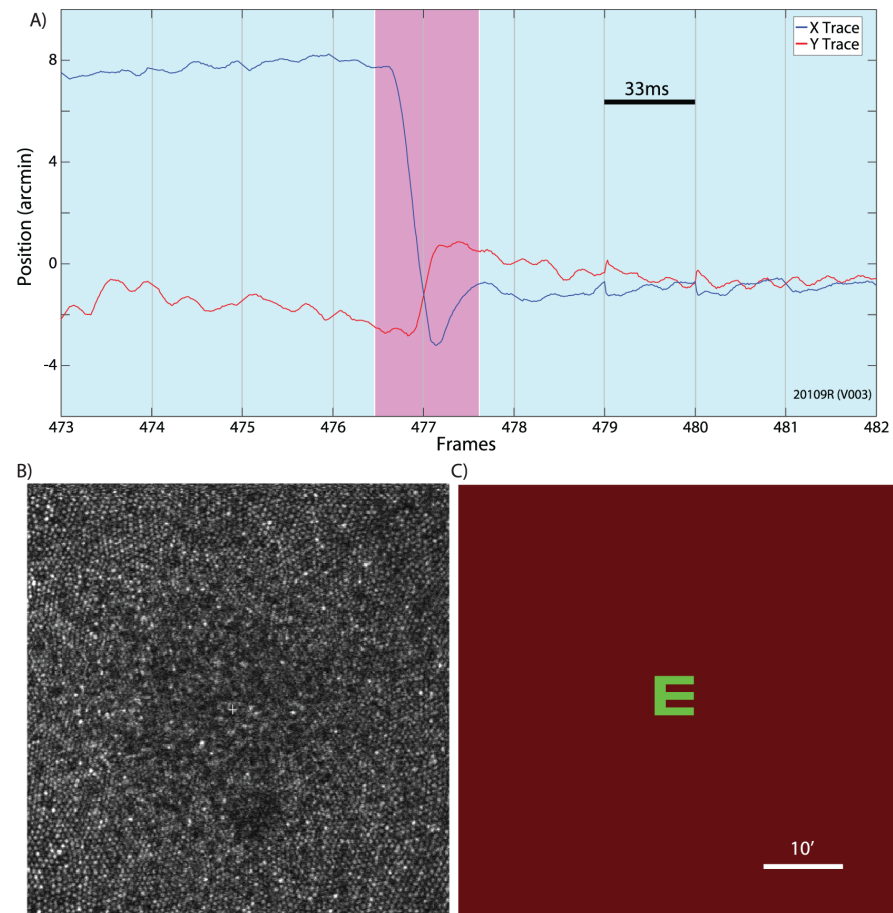 A)
X Trace
Y Trace
33ms
Position (arcmin)
8
4
0
-4
20109R (V003)
473 474 475 476 477 478 479 480 481 482
Frames
B)
C)
E
10'